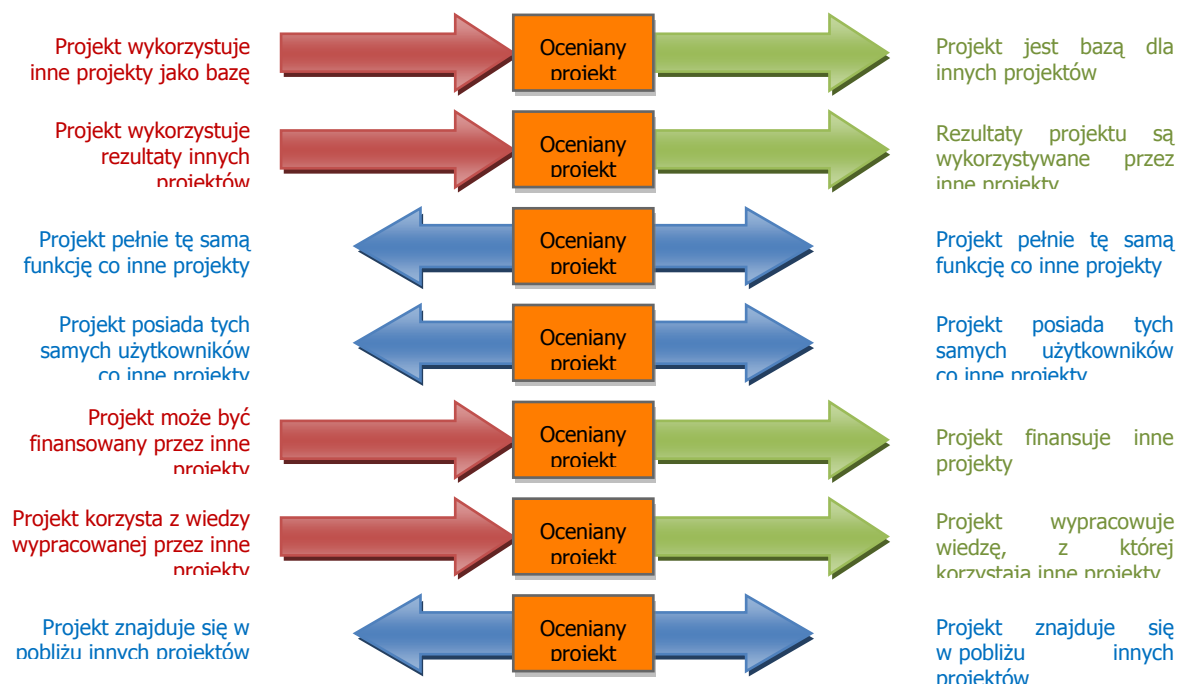 Projekt wykorzystuje
inne projekty jako bazę
Oceniany
projekt
Projekt jest bazą dla
innych projektów
Projekt wykorzystuje
rezultaty innych
projektów
Oceniany
projekt
Rezultaty projektu są
wykorzystywane przez
inne projekty
Projekt pełnie tę samą
funkcję co inne projekty
Oceniany
projekt
Projekt pełnie tę samą
funkcję co inne projekty
Projekt posiada tych
samych użytkowników
co inne projekty
Oceniany
projekt
Projekt posiada tych
samych użytkowników
co inne projekty
Projekt może być
finansowany przez inne
projekty
Oceniany
projekt
Projekt finansuje inne
projekty
Projekt korzysta z wiedzy
wypracowanej przez inne
projekty
Oceniany
projekt
Projekt wypracowuje
wiedzę, z której
korzystają inne projekty
Projekt znajduje się w
pobliżu innych projektów
Oceniany
projekt
Projekt znajduje się
w pobliżu innych
projektów